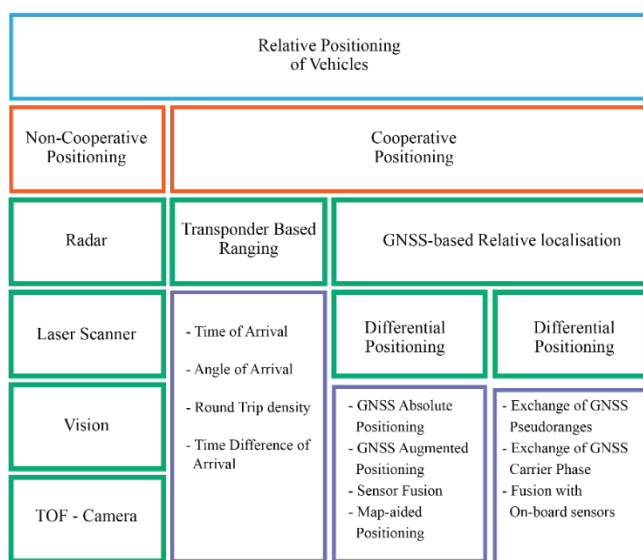 Relative Positioning
of Vehicles
Non-Cooperative
Positioning
Cooperative
Positioning
Radar
Transponder Based
Ranging
GNSS-based Relative localisation
Laser Scanner
- Time of Arrival
- Angle of Arrival
- Round Trip density
- Time Difference of
Arrival
Differential
Positioning
Differential
Positioning
Vision
- GNSS Absolute
Positioning
- GNSS Augmented
Positioning
- Sensor Fusion
- Map-aided
Positioning
- Exchange of GNSS
Pseudoranges
- Exchange of GNSS
Carrier Phase
- Fusion with
On-board sensors
TOF - Camera